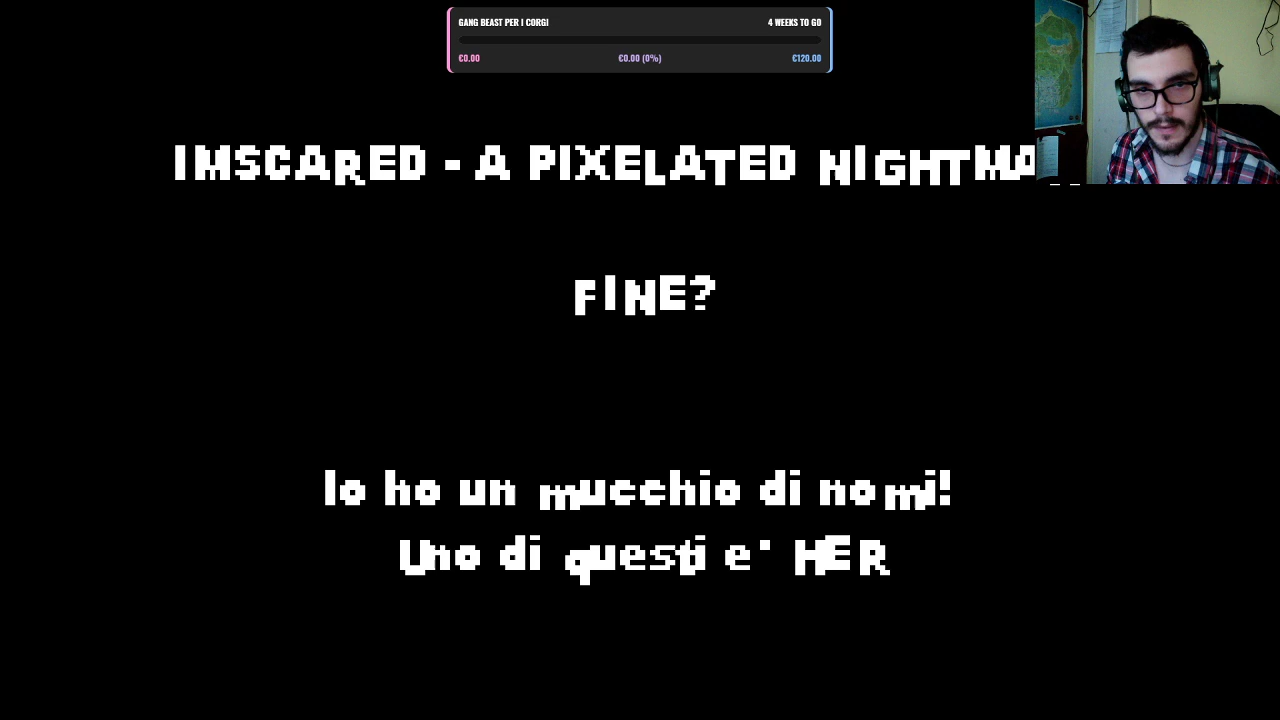 GANG BEAST PER I CORGI
4 WEEKS TO GO
€0.00
€0.00 (0%)
€120.00
IMSCARED - A PIXELATED
FINE?
Io ho un mucchio di nomi!
Uno di questi e' HER